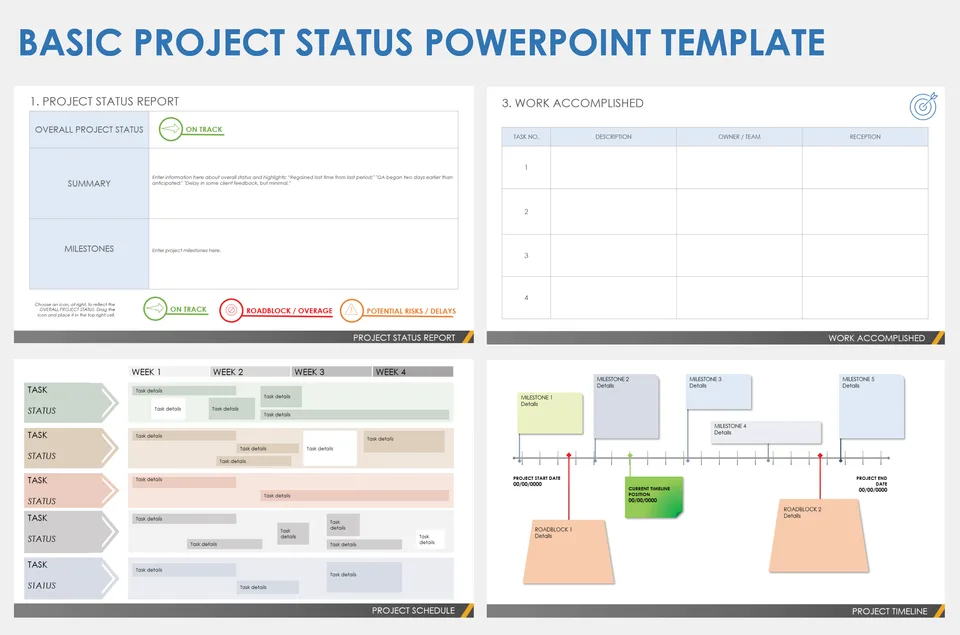 BASIC PROJECT STATUS POWERPOINT TEMPLATE
1. PROJECT STATUS REPORT
OVERALL PROJECT STATUS
ON TRACK
SUMMARY
Enter information here about overall status and highlights: "Regained lost time from last period;" "QA began two days earlier than
anticipated;" "Delay in some client feedback, but minimal."
MILESTONES
Enter project milestones here.
Choose an icon, at right, to reflect the
OVERALL PROJECT STATUS. Drag the
icon and place it in the top right cell.
ON TRACK
ROADBLOCK / OVERAGE
POTENTIAL RISKS / DELAYS
PROJECT STATUS REPORT
3. WORK ACCOMPLISHED
TASK NO.
DESCRIPTION
OWNER / TEAM
RECEPTION
1
2
3
4
WORK ACCOMPLISHED
WEEK 1
WEEK 2
WEEK 3
WEEK 4
TASK
STATUS
Task details
Task details
Task details
Task details
Task details
TASK
STATUS
Task details
Task details
Task details
Task details
Task details
TASK
STATUS
Task details
Task details
TASK
STATUS
Task details
Task details
Task
details
Task
details
Task details
Task
details
TASK
STATUS
Task details
Task details
Task details
PROJECT SCHEDULE
MILESTONE 1
Details
MILESTONE 2
Details
MILESTONE 3
Details
MILESTONE 4
Details
MILESTONE 5
Details
PROJECT START DATE
00/00/0000
CURRENT TIMELINE
POSITION
00/00/0000
PROJECT END
DATE
00/00/0000
ROADBLOCK 1
Details
ROADBLOCK 2
Details
PROJECT TIMELINE